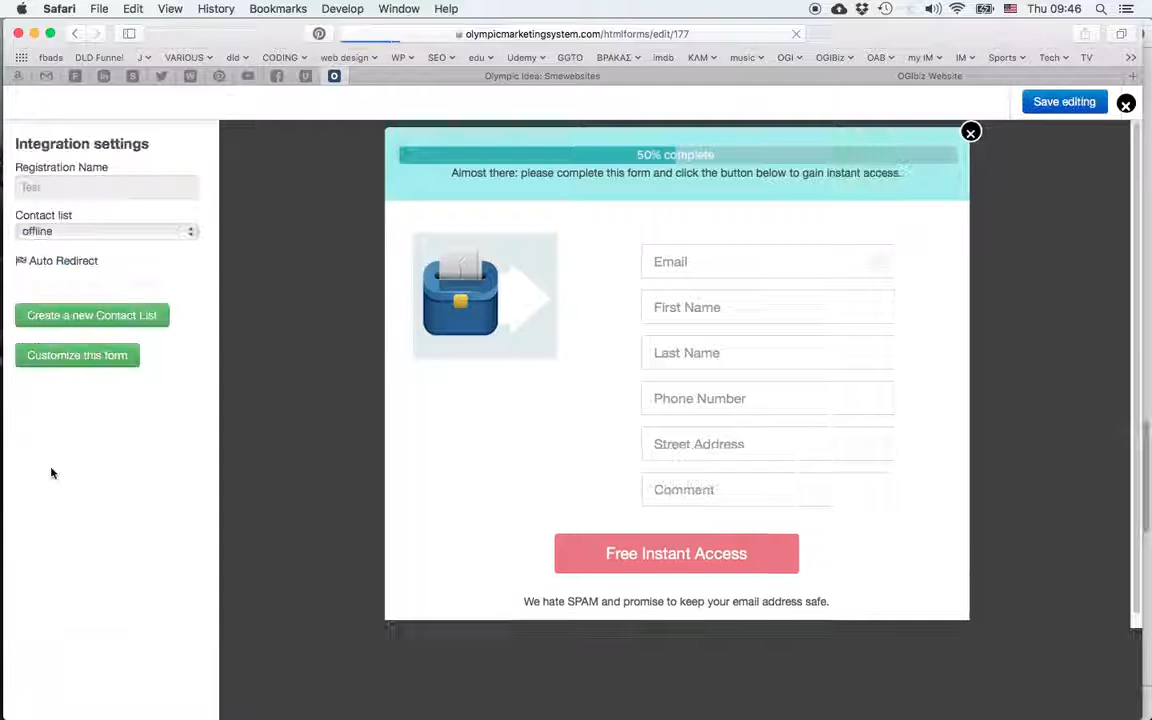 Safari File Edit View History Bookmarks Develop Window Help Thu 09:46
olympicmarketingsystem.com/htmlforms/edit/177
fbads DLD Funnel J VARIOUS dld CODING web design WP SEO edu Udemy GGTO ΒΡΑΚΑΣ imdb ΚΛΜ music OGI OGIBiz OAB my IM IM Sports Tech TV
Olympic Idea: Smewebsites OGIbiz Website
Save editing
Integration settings
Registration Name
Test
Contact list
offline
Auto Redirect
Create a new Contact List
Customize this form
50% complete
Almost there: please complete this form and click the button below to gain instant access.
Email
First Name
Last Name
Phone Number
Street Address
Comment
Free Instant Access
We hate SPAM and promise to keep your email address safe.